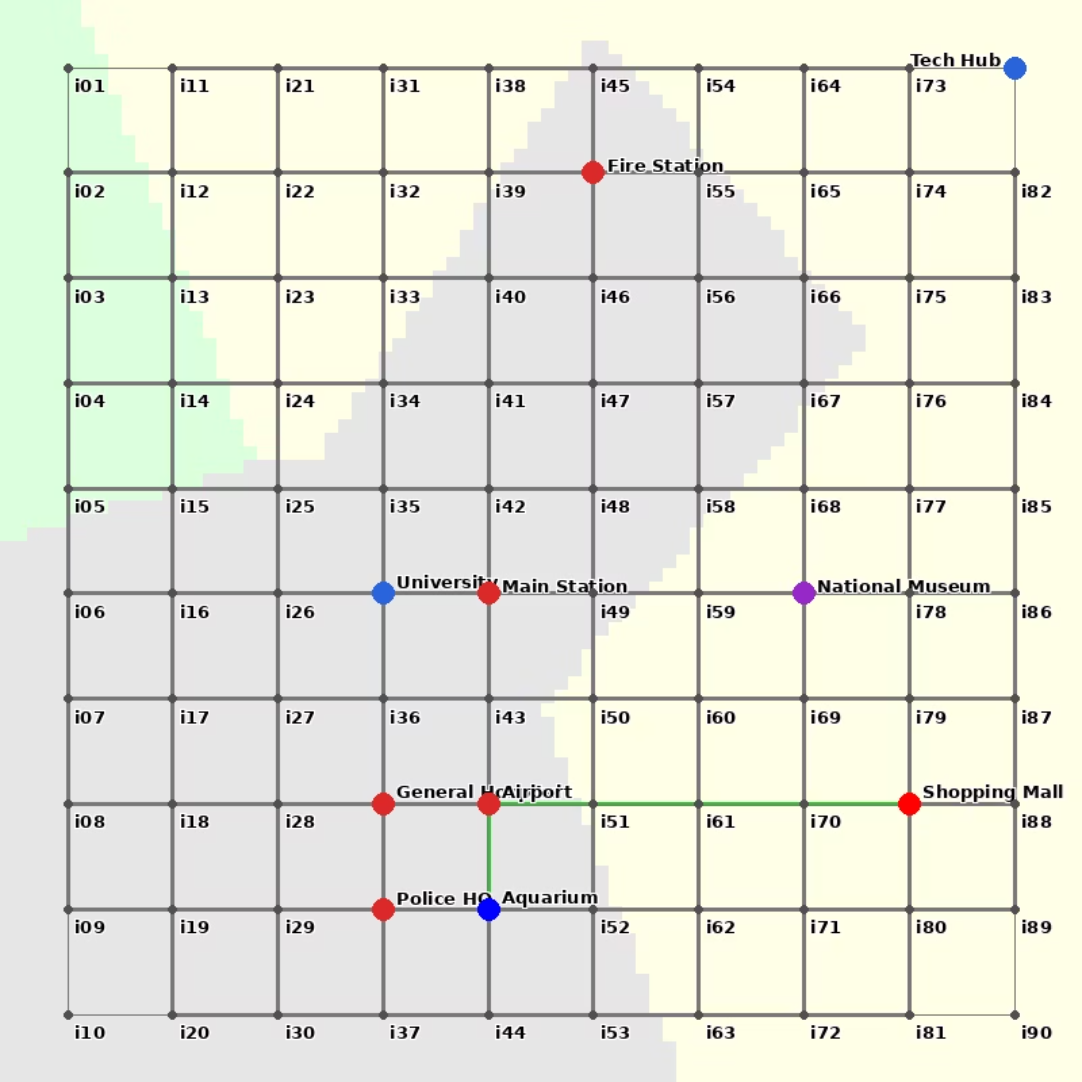 Tech Hub
i01 i11 i21 i31 i38 i45 i54 i64 i73
Fire Station
i02 i12 i22 i32 i39 i55 i65 i74 i82
i03 i13 i23 i33 i40 i46 i56 i66 i75 i83
i04 i14 i24 i34 i41 i47 i57 i67 i76 i84
i05 i15 i25 i35 i42 i48 i58 i68 i77 i85
University Main Station National Museum
i06 i16 i26 i49 i59 i78 i86
i07 i17 i27 i36 i43 i50 i60 i69 i79 i87
General Airport Shopping Mall
i08 i18 i28 i51 i61 i70 i88
Police HQ Aquarium
i09 i19 i29 i52 i62 i71 i80 i89
i10 i20 i30 i37 i44 i53 i63 i72 i81 i90